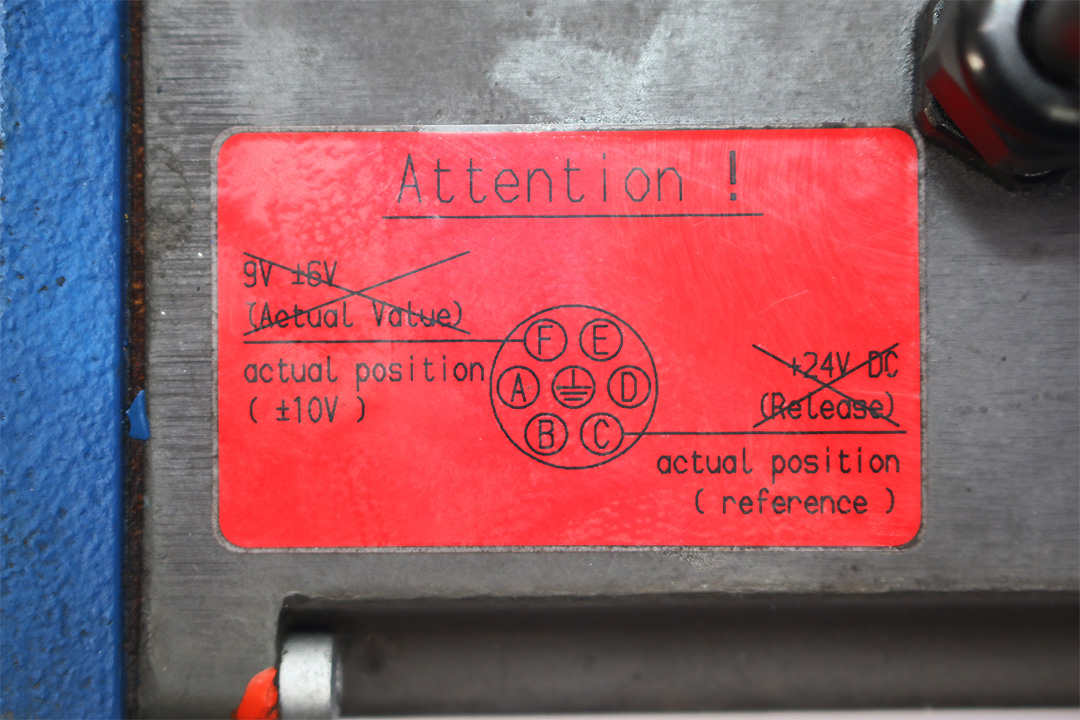 Attention !
9V ±6V
(Actual Value)
actual position
( ±10V )
F E
A D
B C
+24V DC
(Release)
actual position
( reference )